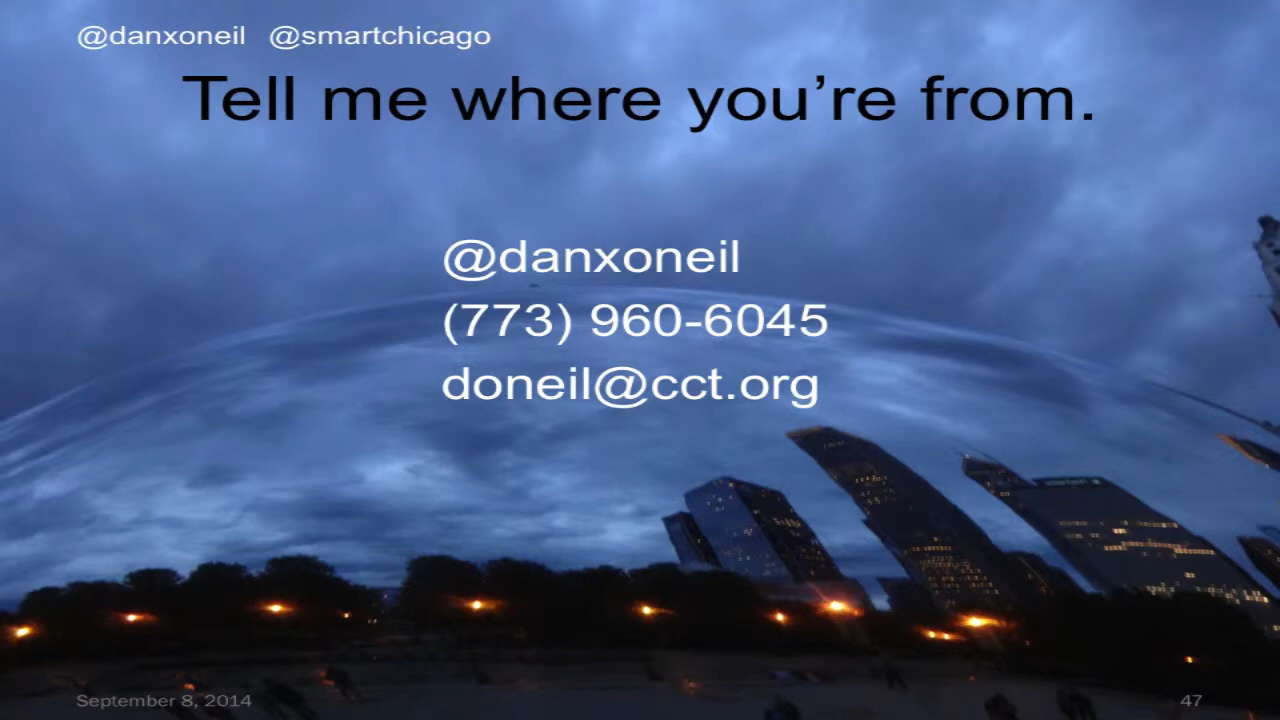 @danxoneil @smartchicago
Tell me where you’re from.
@danxoneil
(773) 960-6045
doneil@cct.org
September 8, 2014
47